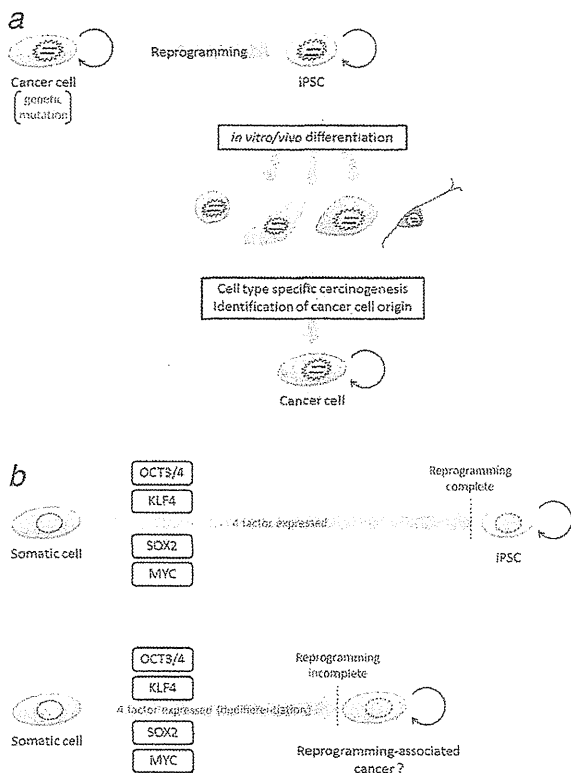 a
Reprogramming
Cancer cell
iPSC
genetic
mutation
in vitro/vivo differentiation
Cell type specific carcinogenesis
Identification of cancer cell origin
Cancer cell
b
OCT3/4
KLF4
Reprogramming
complete
4 factor expressed
Somatic cell
SOX2
iPSC
MYC
OCT3/4
Reprogramming
incomplete
KLF4
4 factor expressed (dedifferentiation)
Somatic cell
SOX2
Reprogramming-associated
cancer?
MYC